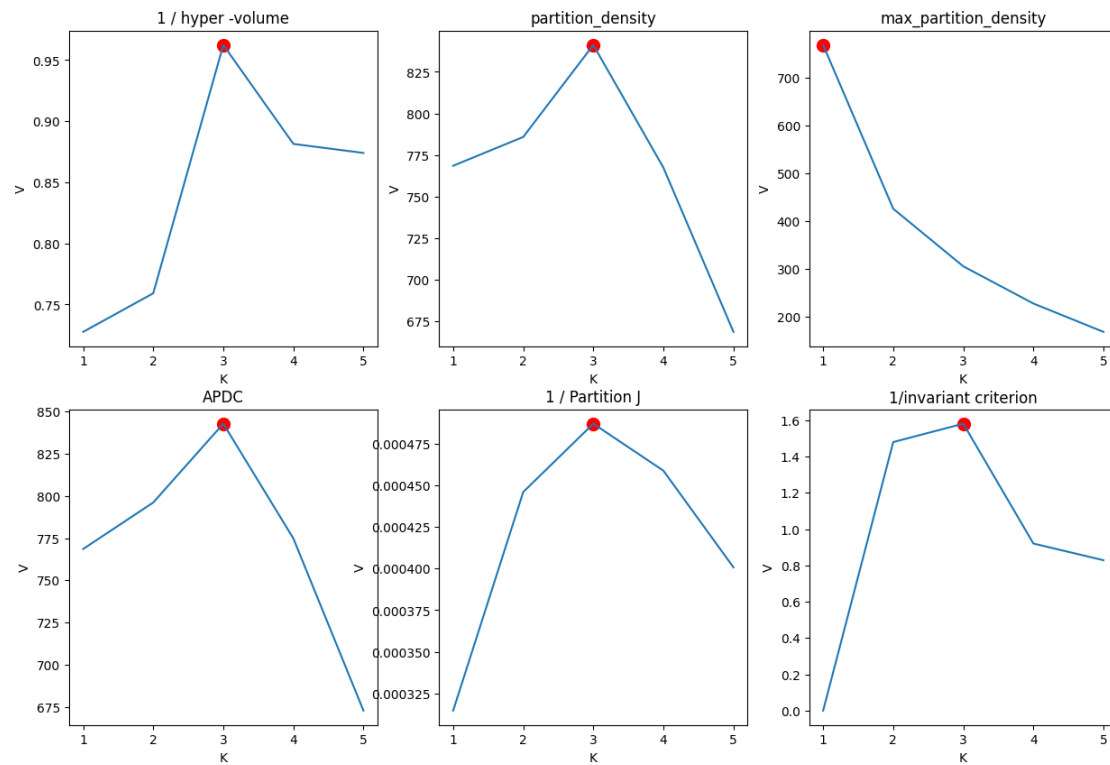 1 / hyper -volume
V
0.95
0.90
0.85
0.80
0.75
1 2 3 4 5
K
partition_density
V
825
800
775
750
725
700
675
1 2 3 4 5
K
max_partition_density
V
700
600
500
400
300
200
1 2 3 4 5
K
APDC
V
850
825
800
775
750
725
700
675
1 2 3 4 5
K
1 / Partition J
V
0.000475
0.000450
0.000425
0.000400
0.000375
0.000350
0.000325
1 2 3 4 5
K
1/invariant criterion
V
1.6
1.4
1.2
1.0
0.8
0.6
0.4
0.2
0.0
1 2 3 4 5
K